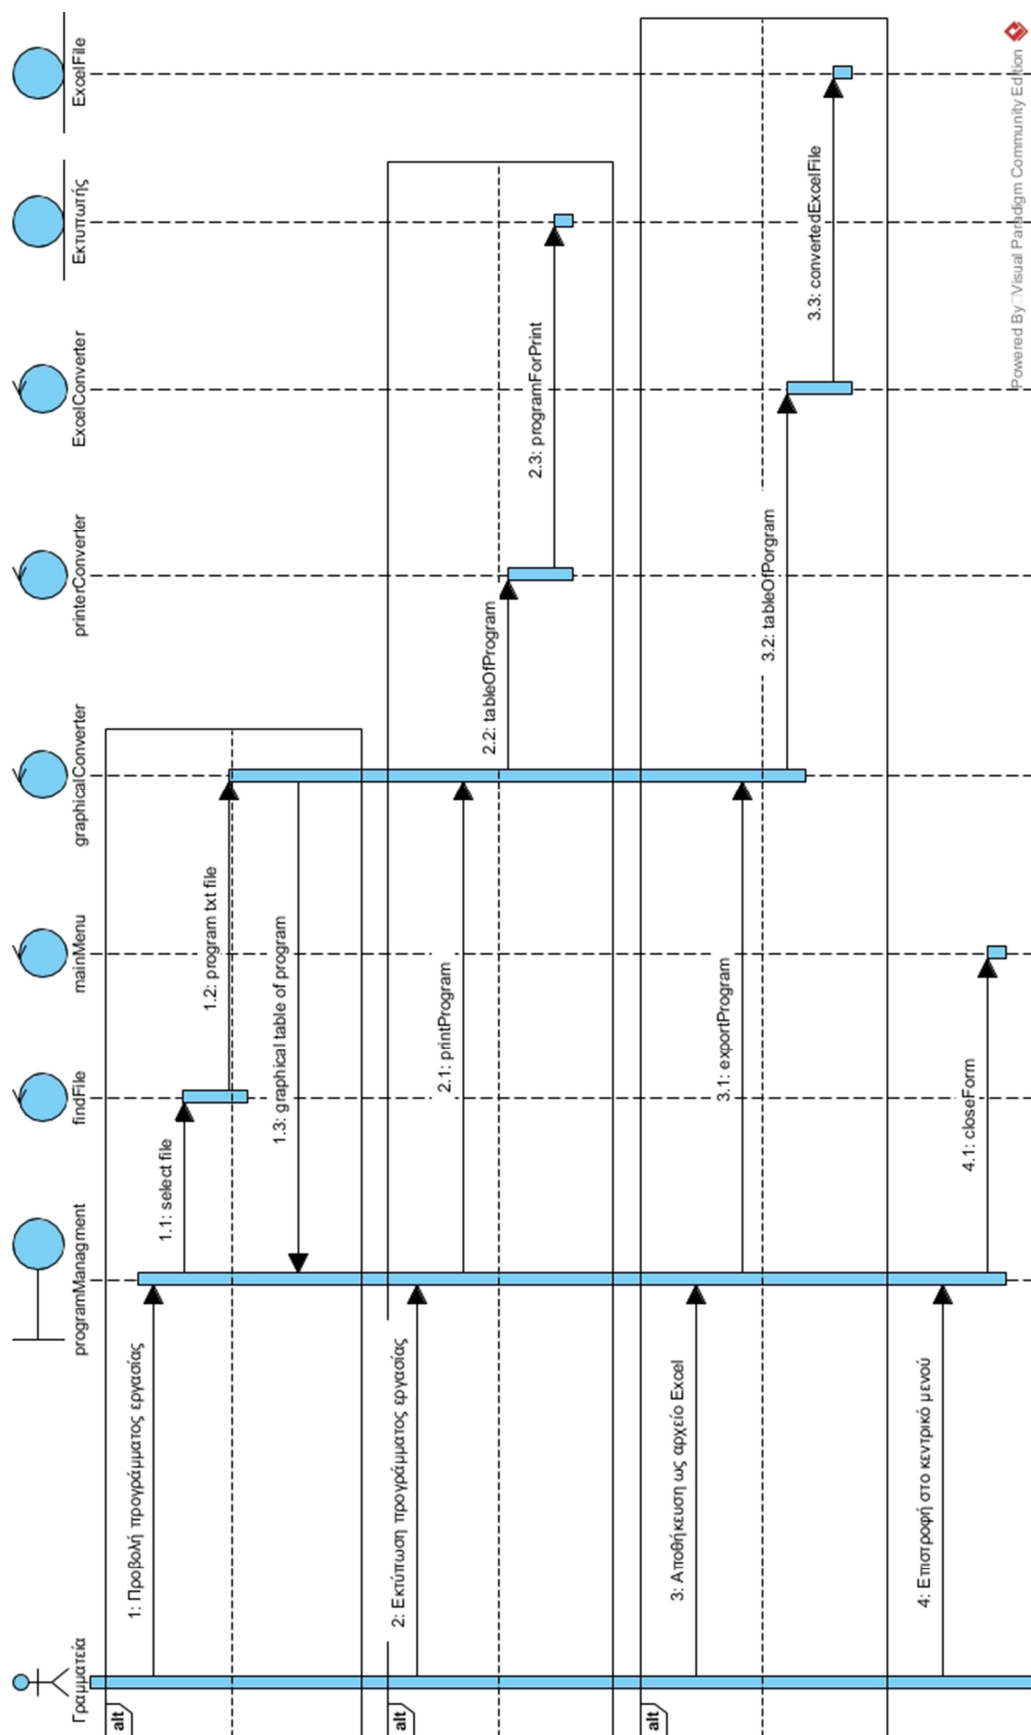 Γραμματεία
programManagment
findFile
mainMenu
graphicalConverter
printerConverter
ExcelConverter
Εκτυπωτής
ExcelFile
alt
1: Προβολή προγράμματος εργασίας
1.1: select file
1.2: program txt file
1.3: graphical table of program
alt
2: Εκτύπωση προγράμματος εργασίας
2.1: printProgram
2.2: tableOfProgram
2.3: programForPrint
alt
3: Αποθήκευση ως αρχείο Excel
3.1: exportProgram
3.2: tableOfPorgram
3.3: convertedExcelFile
4: Επιστροφή στο κεντρικό μενού
4.1: closeForm
Powered By Visual Paradigm Community Edition